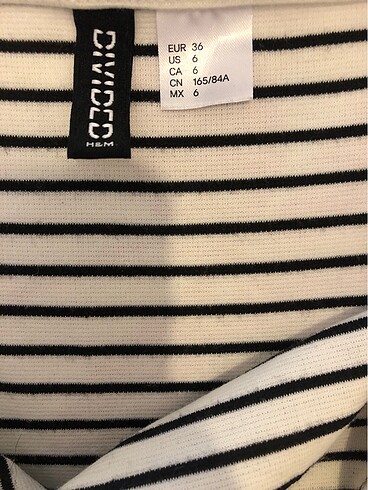 DIVIDED
H&M
EUR 36
US 6
CA 6
CN 165/84A
MX 6